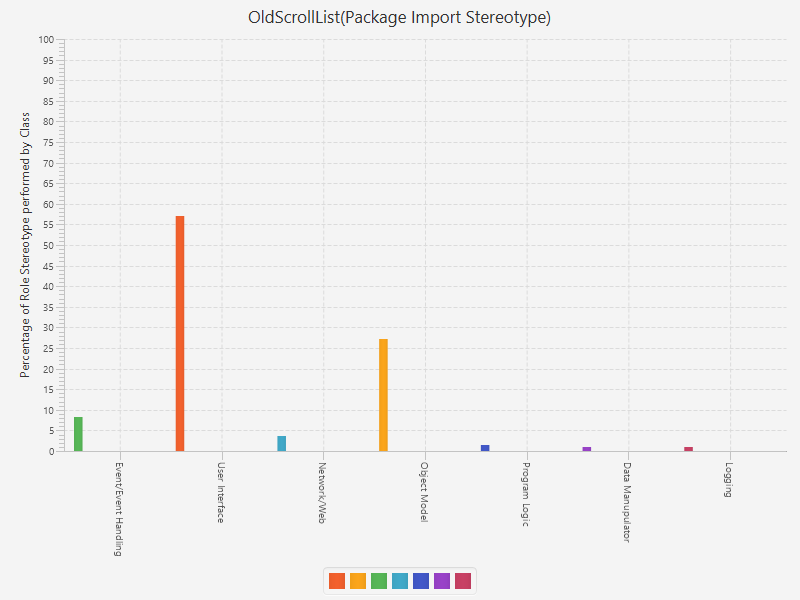 OldScrollList(Package Import Stereotype)
Percentage of Role Stereotype performed by Class
100
95
90
85
80
75
70
65
60
55
50
45
40
35
30
25
20
15
10
5
0
Event/Event Handling
User Interface
Network/Web
Object Model
Program Logic
Data Manupulator
Logging